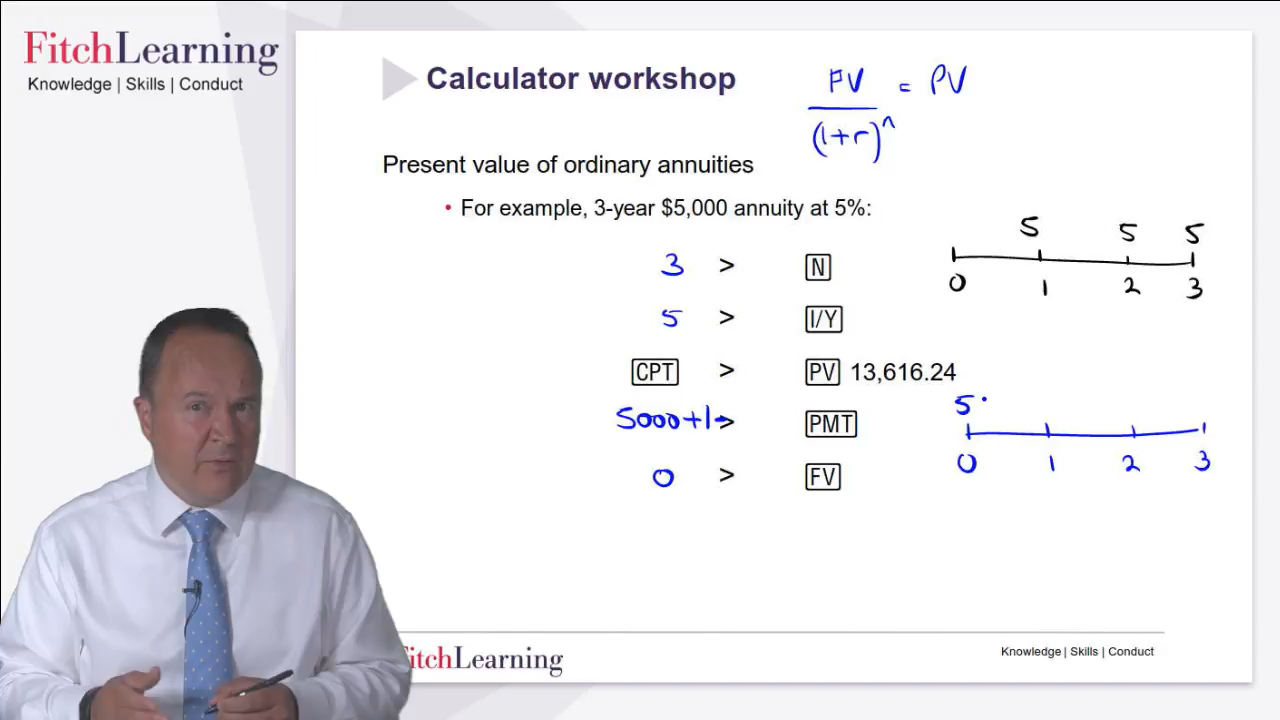 FitchLearning
Knowledge | Skills | Conduct
Calculator workshop
PV = PV
(1+r)^n
Present value of ordinary annuities
• For example, 3-year $5,000 annuity at 5%:
3 > N
5 > I/Y
CPT > PV 13,616.24
5000 +|- > PMT
0 > FV
5 5 5
0 1 2 3
5
0 1 2 3
itchLearning
Knowledge | Skills | Conduct